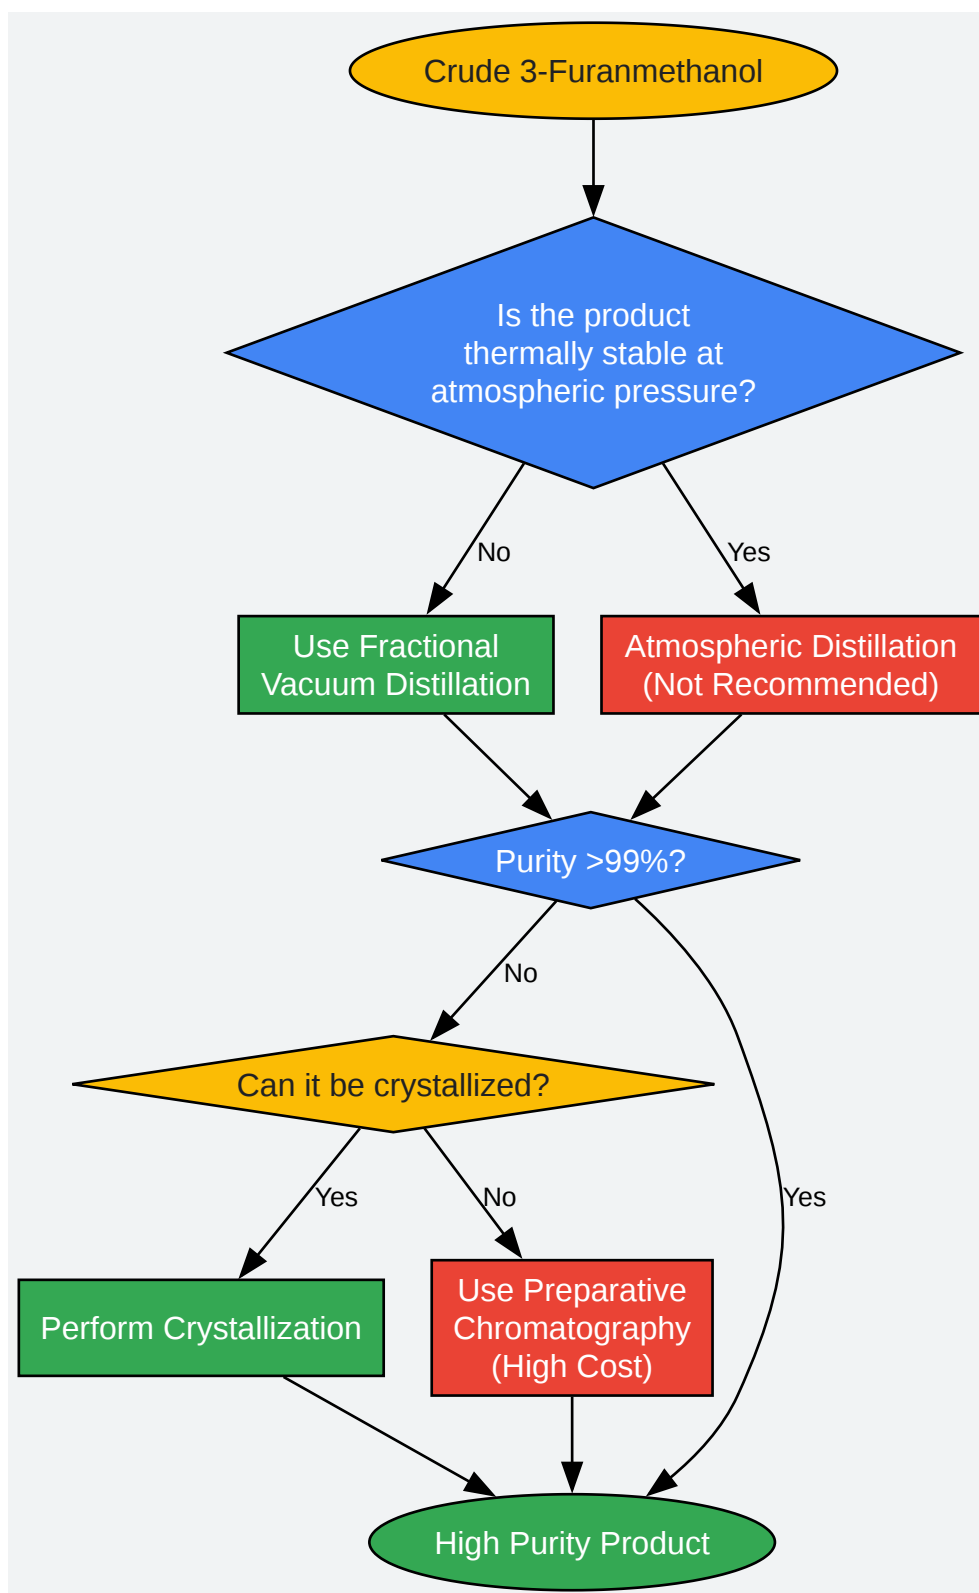 Crude 3-Furanmethanol
Is the product
thermally stable at
atmospheric pressure?
No
Yes
Use Fractional
Vacuum Distillation
Atmospheric Distillation
(Not Recommended)
Purity >99%?
No
Can it be crystallized?
Yes
No
Yes
Perform Crystallization
Use Preparative
Chromatography
(High Cost)
High Purity Product